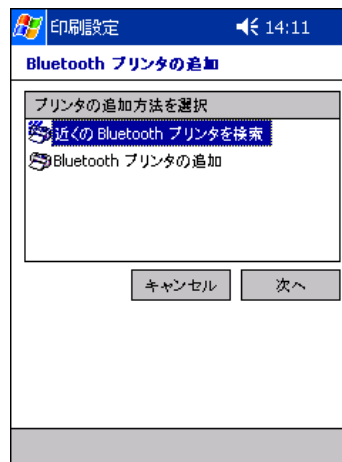 印刷設定 14:11
Bluetooth プリンタの追加
プリンタの追加方法を選択
近くの Bluetooth プリンタを検索
Bluetooth プリンタの追加
キャンセル 次へ